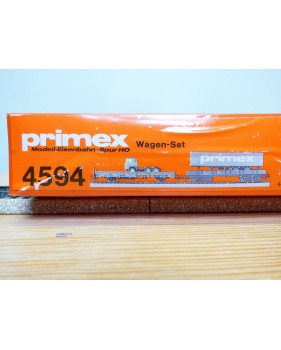 primex
Modell-Eisenbahn-Spur HO
Wagen-Set
primex
4594